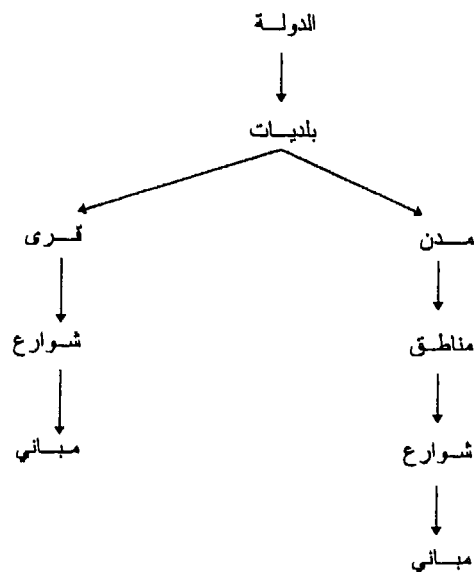 الدولة
بلديات
مدن
قرى
مناطق
شوارع
شوارع
مباني
مباني